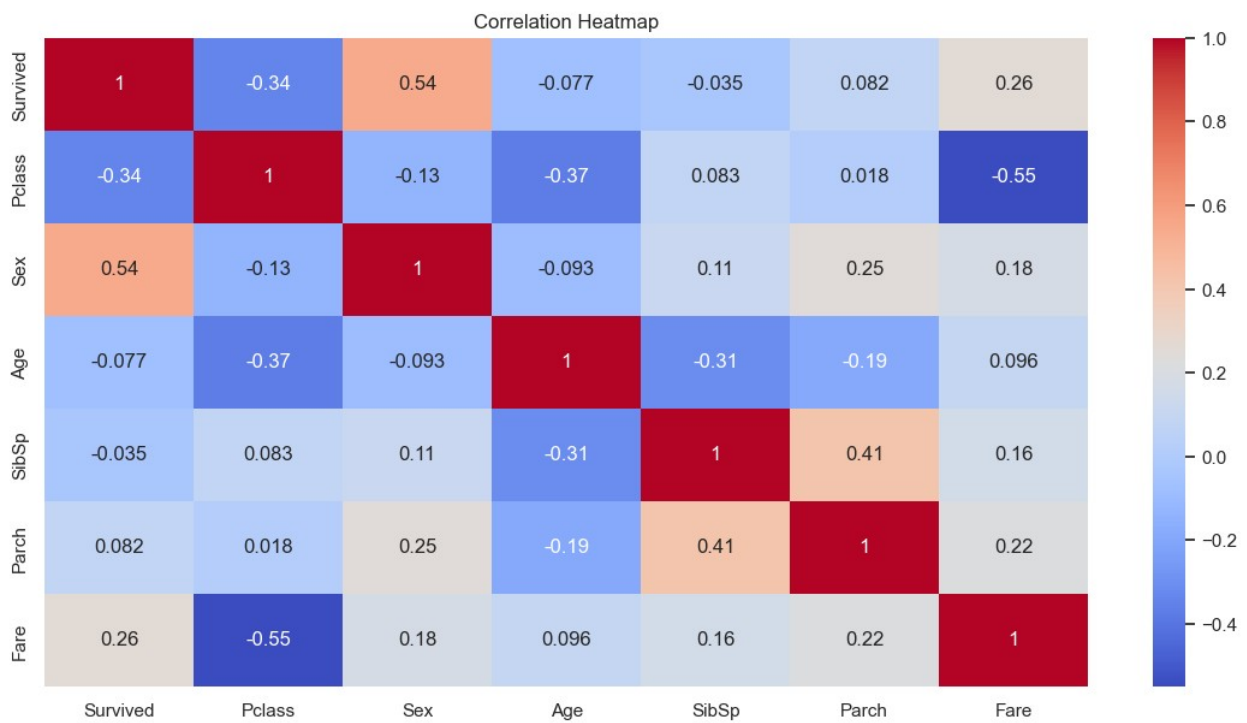 Correlation Heatmap
Survived 1 -0.34 0.54 -0.077 -0.035 0.082 0.26
Pclass -0.34 1 -0.13 -0.37 0.083 0.018 -0.55
Sex 0.54 -0.13 1 -0.093 0.11 0.25 0.18
Age -0.077 -0.37 -0.093 1 -0.31 -0.19 0.096
SibSp -0.035 0.083 0.11 -0.31 1 0.41 0.16
Parch 0.082 0.018 0.25 -0.19 0.41 1 0.22
Fare 0.26 -0.55 0.18 0.096 0.16 0.22 1
Survived Pclass Sex Age SibSp Parch Fare
1.0
0.8
0.6
0.4
0.2
0.0
−0.2
−0.4